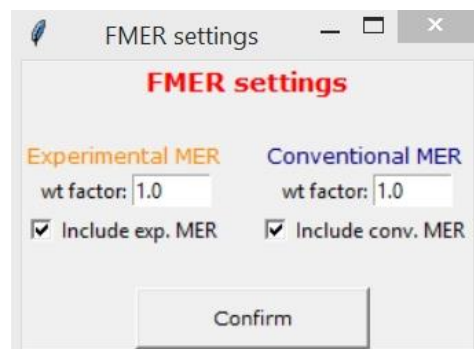 FMER settings
FMER settings
Experimental MER
Conventional MER
wt factor: 1.0
wt factor: 1.0
Include exp. MER
Include conv. MER
Confirm